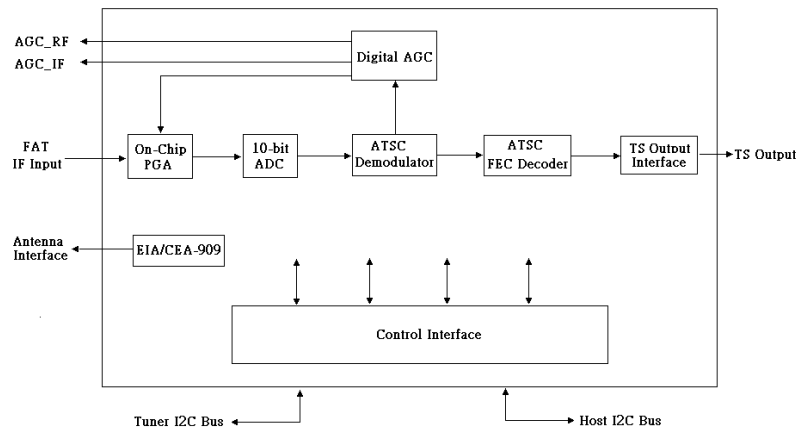 AGC_RF
AGC_IF
Digital AGC
FAT
IF Input
On-Chip
PGA
10-bit
ADC
ATSC
Demodulator
ATSC
FEC Decoder
TS Output
Interface
TS Output
Antenna
Interface
EIA/CEA-909
Control Interface
Tuner I2C Bus
Host I2C Bus